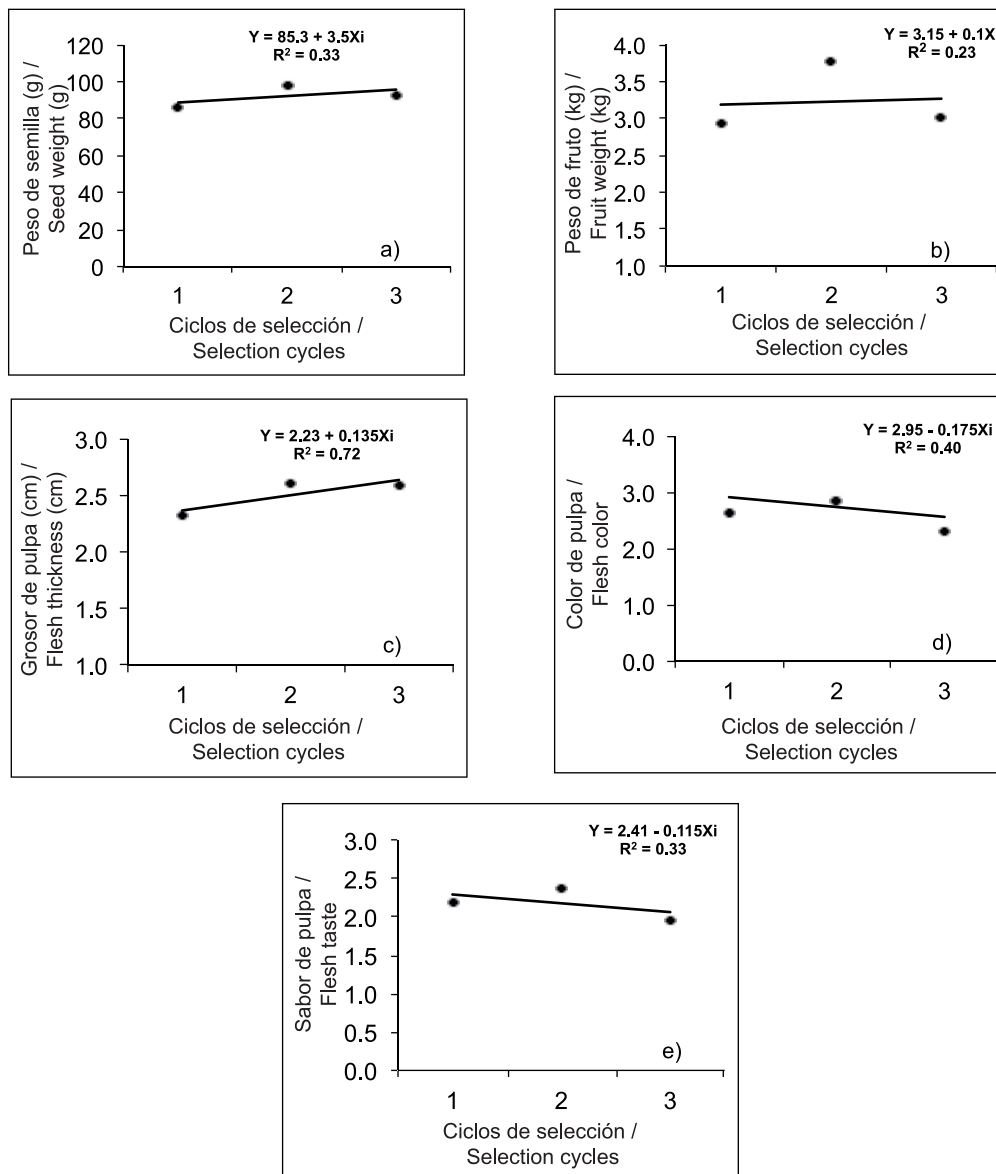 Y = 85.3 + 3.5Xi
R² = 0.33
120
100
80
60
40
20
0
Peso de semilla (g) /
Seed weight (g)
a)
1 2 3
Ciclos de selección /
Selection cycles
Y = 3.15 + 0.1X
R² = 0.23
4.0
3.5
3.0
2.5
2.0
1.5
1.0
Peso de fruto (kg) /
Fruit weight (kg)
b)
1 2 3
Ciclos de selección /
Selection cycles
Y = 2.23 + 0.135Xi
R² = 0.72
3.0
2.5
2.0
1.5
1.0
Grosor de pulpa (cm) /
Flesh thickness (cm)
c)
1 2 3
Ciclos de selección /
Selection cycles
Y = 2.95 - 0.175Xi
R² = 0.40
4.0
3.0
2.0
1.0
0.0
Color de pulpa /
Flesh color
d)
1 2 3
Ciclos de selección /
Selection cycles
Y = 2.41 - 0.115Xi
R² = 0.33
3.0
2.5
2.0
1.5
1.0
0.5
0.0
Sabor de pulpa /
Flesh taste
e)
1 2 3
Ciclos de selección /
Selection cycles